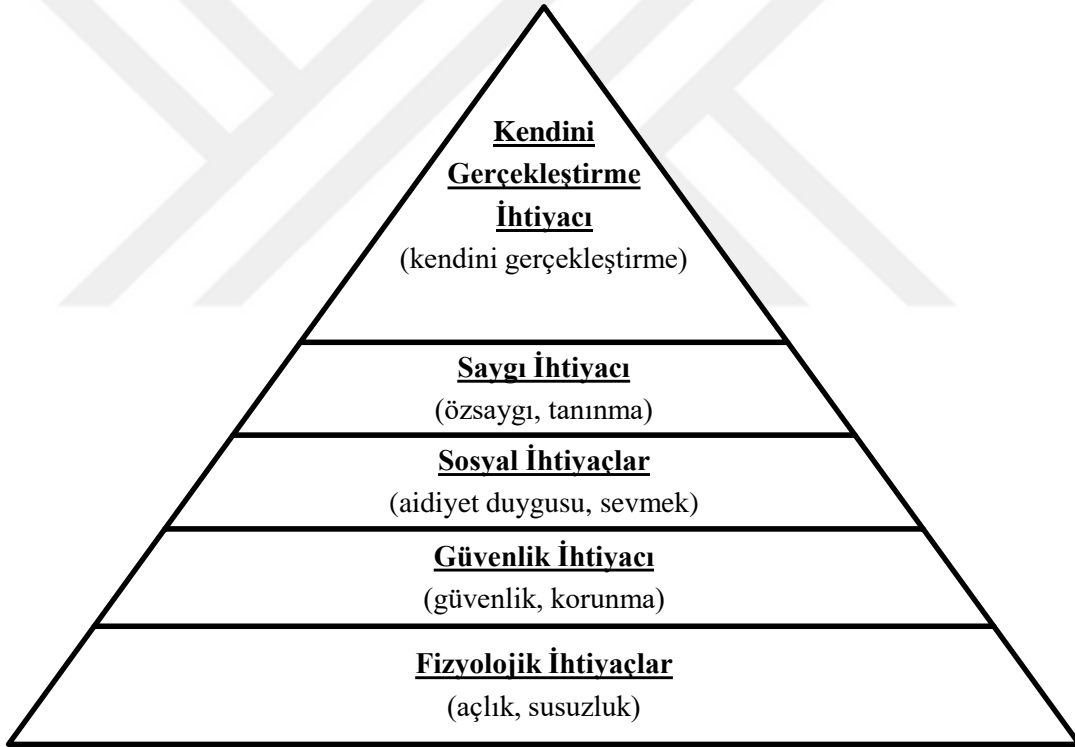 Kendini
Gerçekleştirme
İhtiyacı
(kendini gerçekleştirme)
Saygı İhtiyacı
(özsaygı, tanınma)
Sosyal İhtiyaçlar
(aidiyet duygusu, sevmek)
Güvenlik İhtiyacı
(güvenlik, korunma)
Fizyolojik İhtiyaçlar
(açlık, susuzluk)